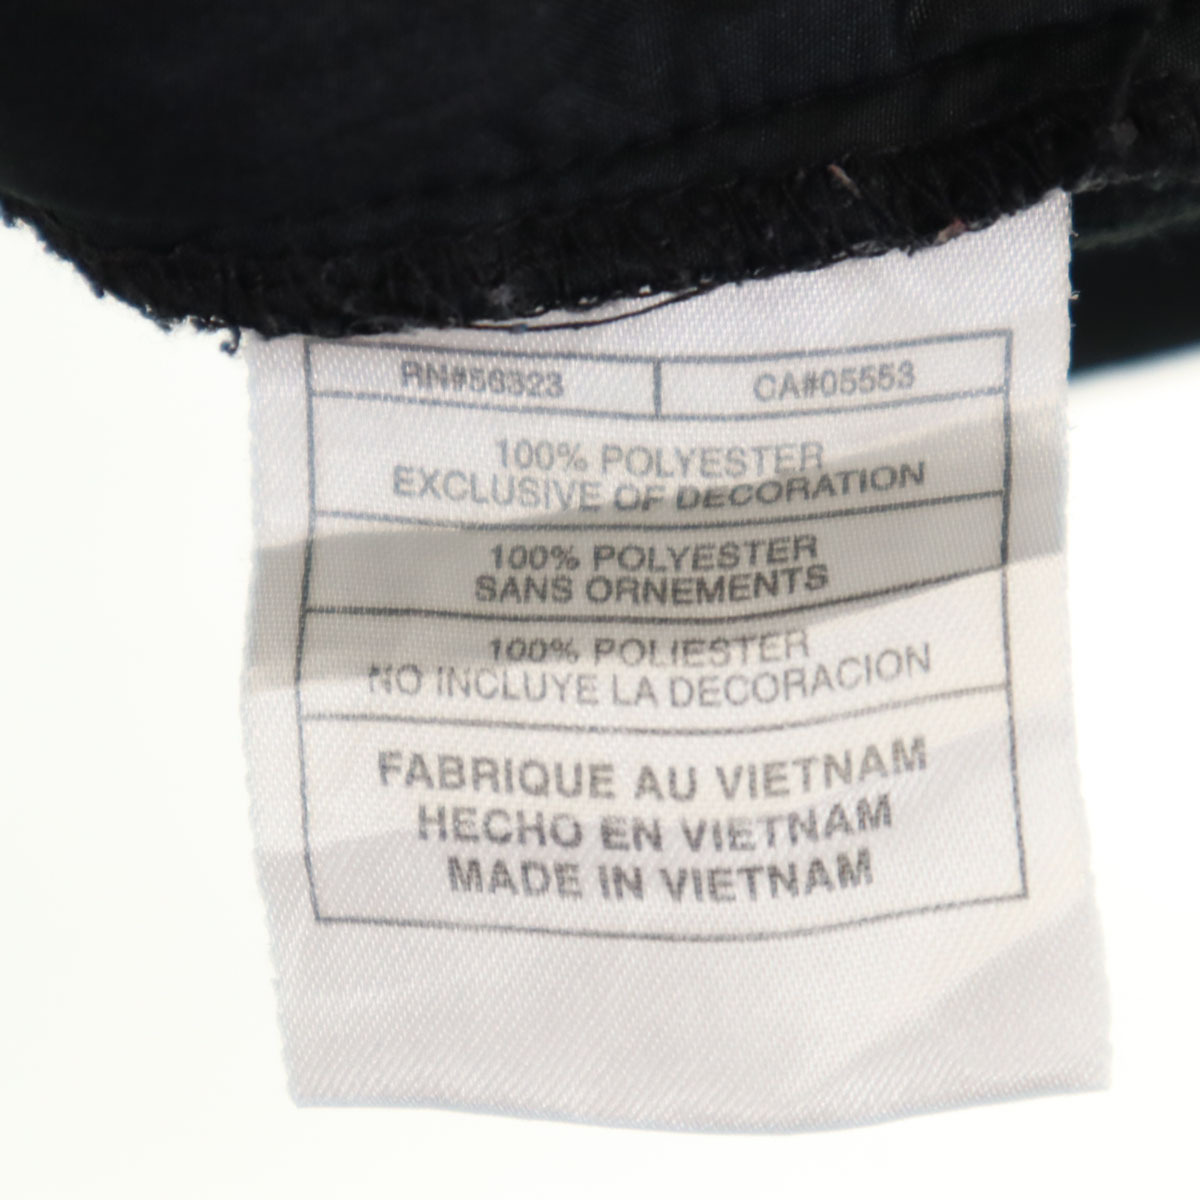 RN#56323 CA#05553
100% POLYESTER
EXCLUSIVE OF DECORATION
100% POLYESTER
SANS ORNEMENTS
100% POLIESTER
NO INCLUYE LA DECORACION
FABRIQUE AU VIETNAM
HECHO EN VIETNAM
MADE IN VIETNAM